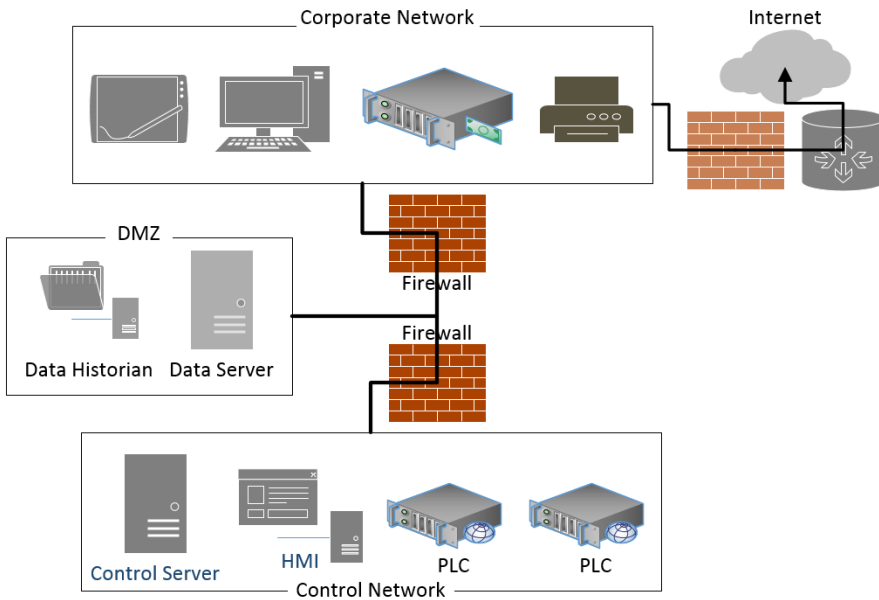 Corporate Network
Internet
Firewall
DMZ
Firewall
Data Historian
Data Server
Control Server
HMI
PLC
PLC
Control Network